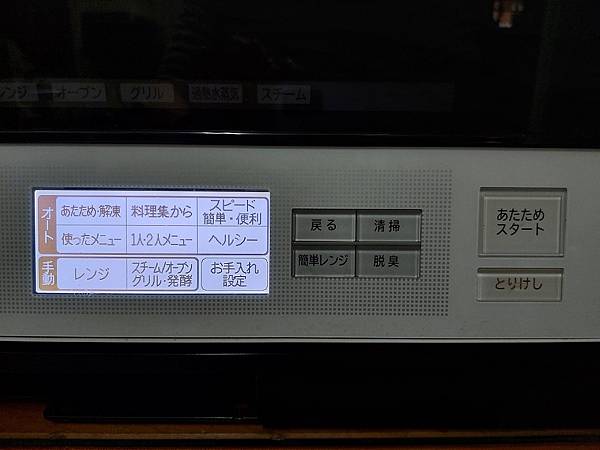 レンジ オーブン グリル 過熱水蒸気 スチーム
オート
あたため・解凍 料理集から スピード
簡単・便利
使ったメニュー 1人・2人メニュー ヘルシー
手動
レンジ スチーム/オーブン
グリル・発酵
お手入れ
設定
戻る 清掃
簡単レンジ 脱臭
あたため
スタート
とりけし